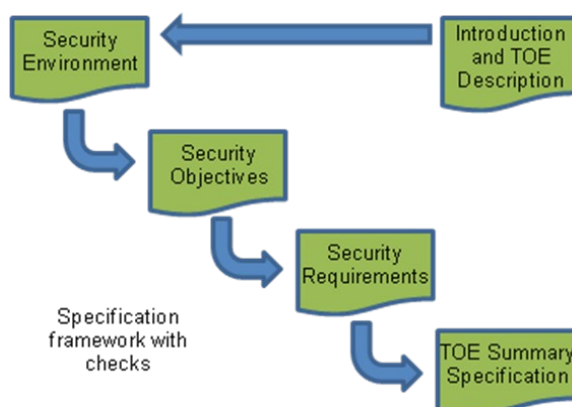 Security
Environment
Introduction
and TOE
Description
Security
Objectives
Security
Requirements
Specification
framework with
checks
TOE Summary
Specification